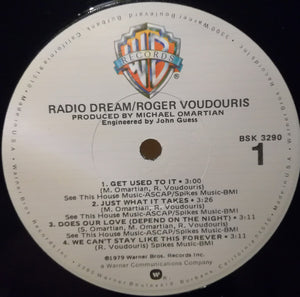 WB
RECORDS
RADIO DREAM/ROGER VOUDOURIS
PRODUCED BY MICHAEL OMARTIAN
Engineered by John Guess
BSK 3290
1
1. GET USED TO IT • 3:00
(M. Omartian, R. Voudouris)
See This House Music-ASCAP/Spikes Music-BMI
2. JUST WHAT IT TAKES • 3:26
(M. Omartian, R. Voudouris)
See This House Music-ASCAP/Spikes Music-BMI
3. DOES OUR LOVE (DEPEND ON THE NIGHT) • 3:11
(S. Omartian, M. Omartian, R. Voudouris)
See This House Music-ASCAP/Spikes Music-BMI
4. WE CAN'T STAY LIKE THIS FOREVER • 3:11
(R. Voudouris) Spikes Music-BMI
©1979 Warner Bros. Records Inc.
a Warner Communications Company
Made in U.S.A.